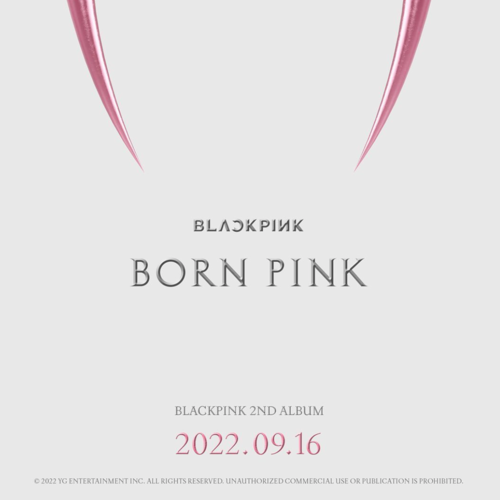 BLACKPINK
BORN PINK
BLACKPINK 2ND ALBUM
2022.09.16
© 2022 YG ENTERTAINMENT INC. ALL RIGHTS RESERVED. UNAUTHORIZED COMMERCIAL USE OR PUBLICATION IS PROHIBITED.